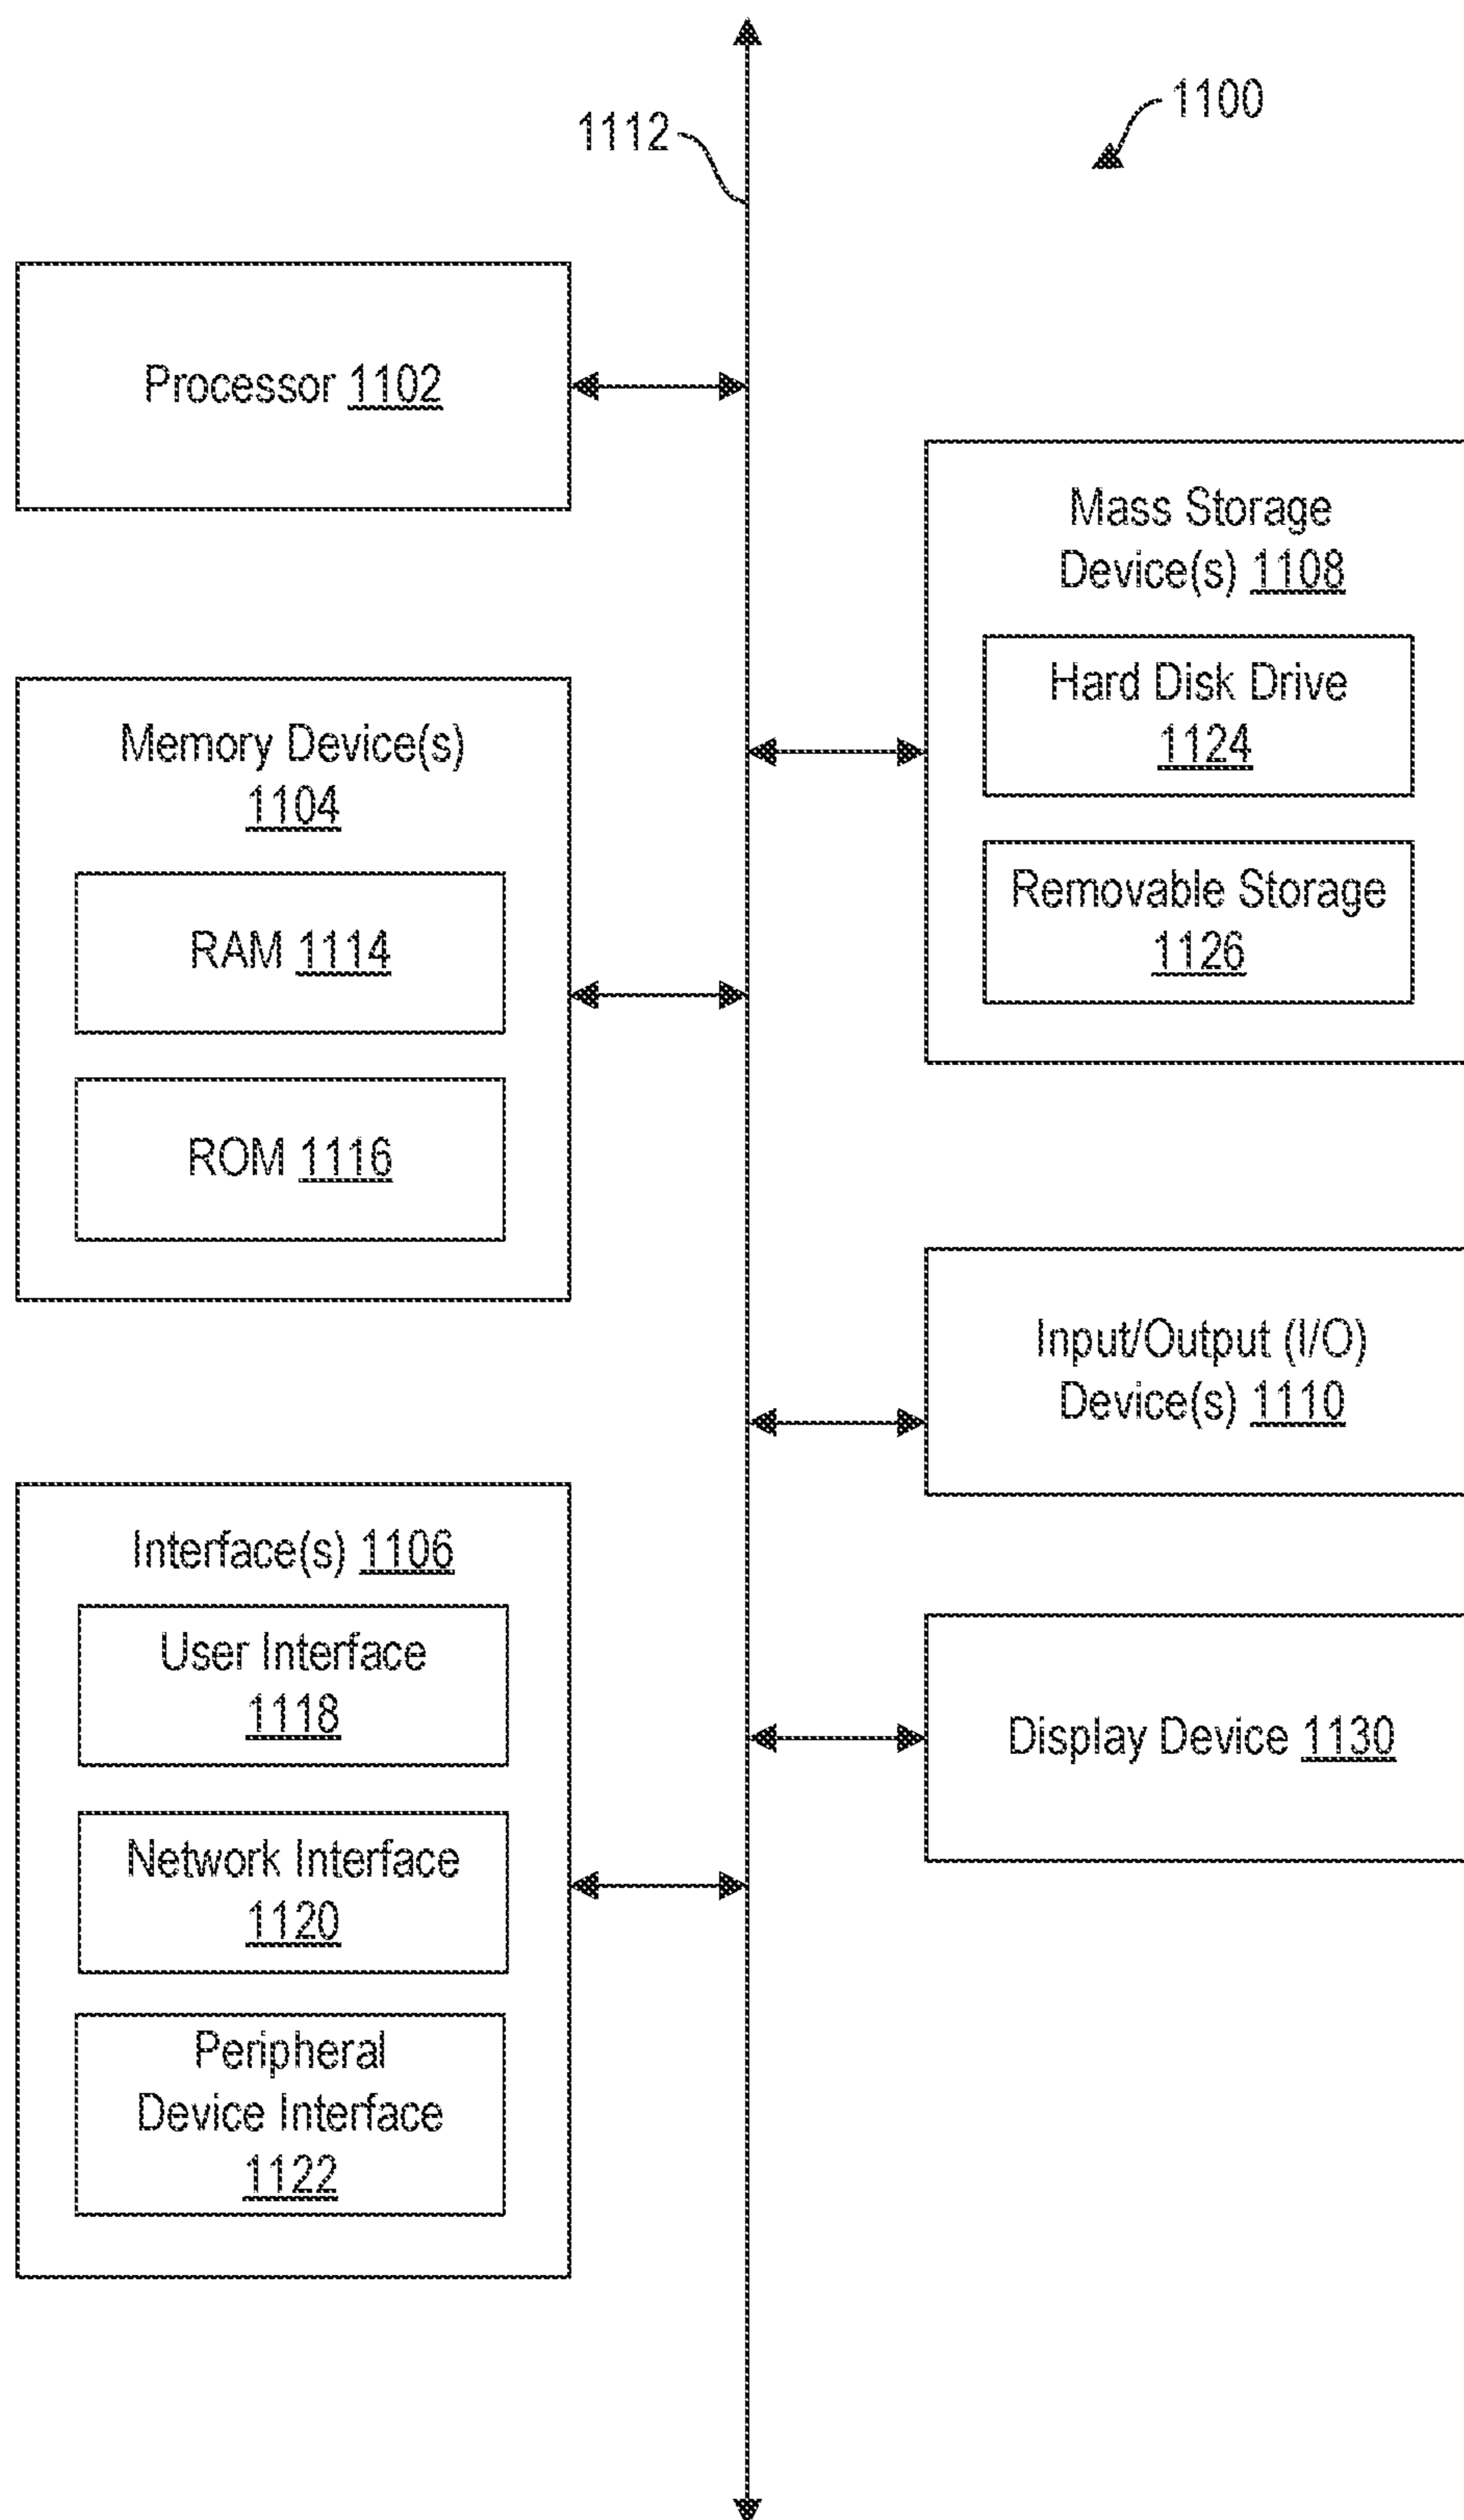 1100
1112
Processor 1102
Mass Storage
Device(s) 1108
Hard Disk Drive
1124
Removable Storage
1126
Memory Device(s)
1104
RAM 1114
ROM 1116
Input/Output (I/O)
Device(s) 1110
Interface(s) 1106
User Interface
1118
Network Interface
1120
Peripheral
Device Interface
1122
Display Device 1130